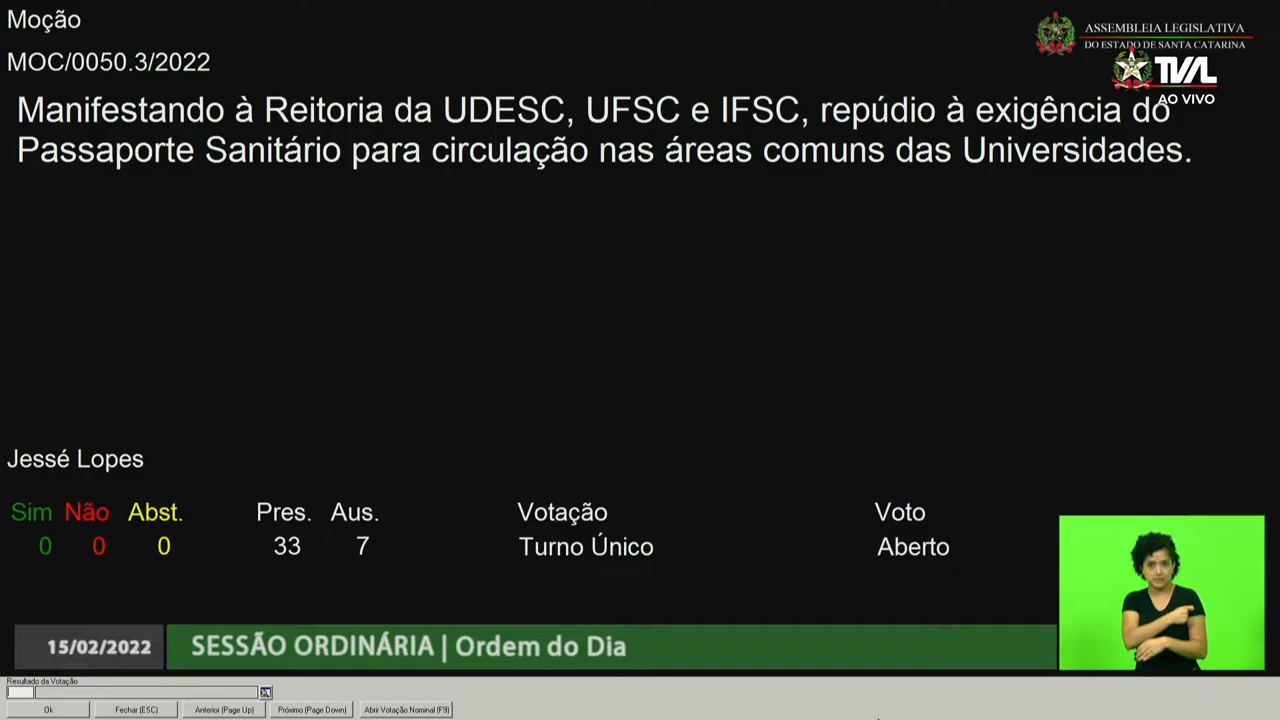 Moção
ASSEMBLEIA LEGISLATIVA
DO ESTADO DE SANTA CATARINA
MOC/0050.3/2022
TVAL
AO VIVO
Manifestando à Reitoria da UDESC, UFSC e IFSC, repúdio à exigência do
Passaporte Sanitário para circulação nas áreas comuns das Universidades.
Jessé Lopes
Sim Não Abst. Pres. Aus. Votação Voto
0 0 0 33 7 Turno Único Aberto
15/02/2022 SESSÃO ORDINÁRIA | Ordem do Dia
Resultado da Votação
Ok Fechar (ESC) Anterior (Page Up) Próximo (Page Down) Abrir Votação Nominal (F9)